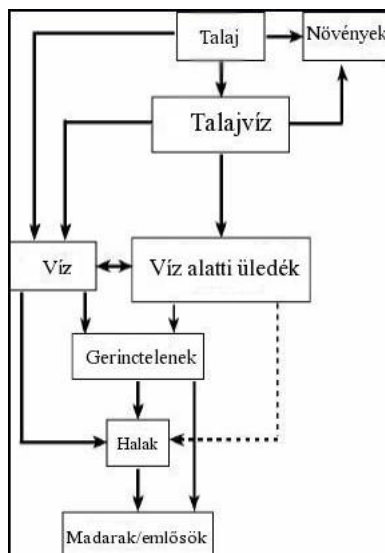 Talaj
Növények
Talajvíz
Víz
Víz alatti üledék
Gerinctelenek
Halak
Madarak/emlősök